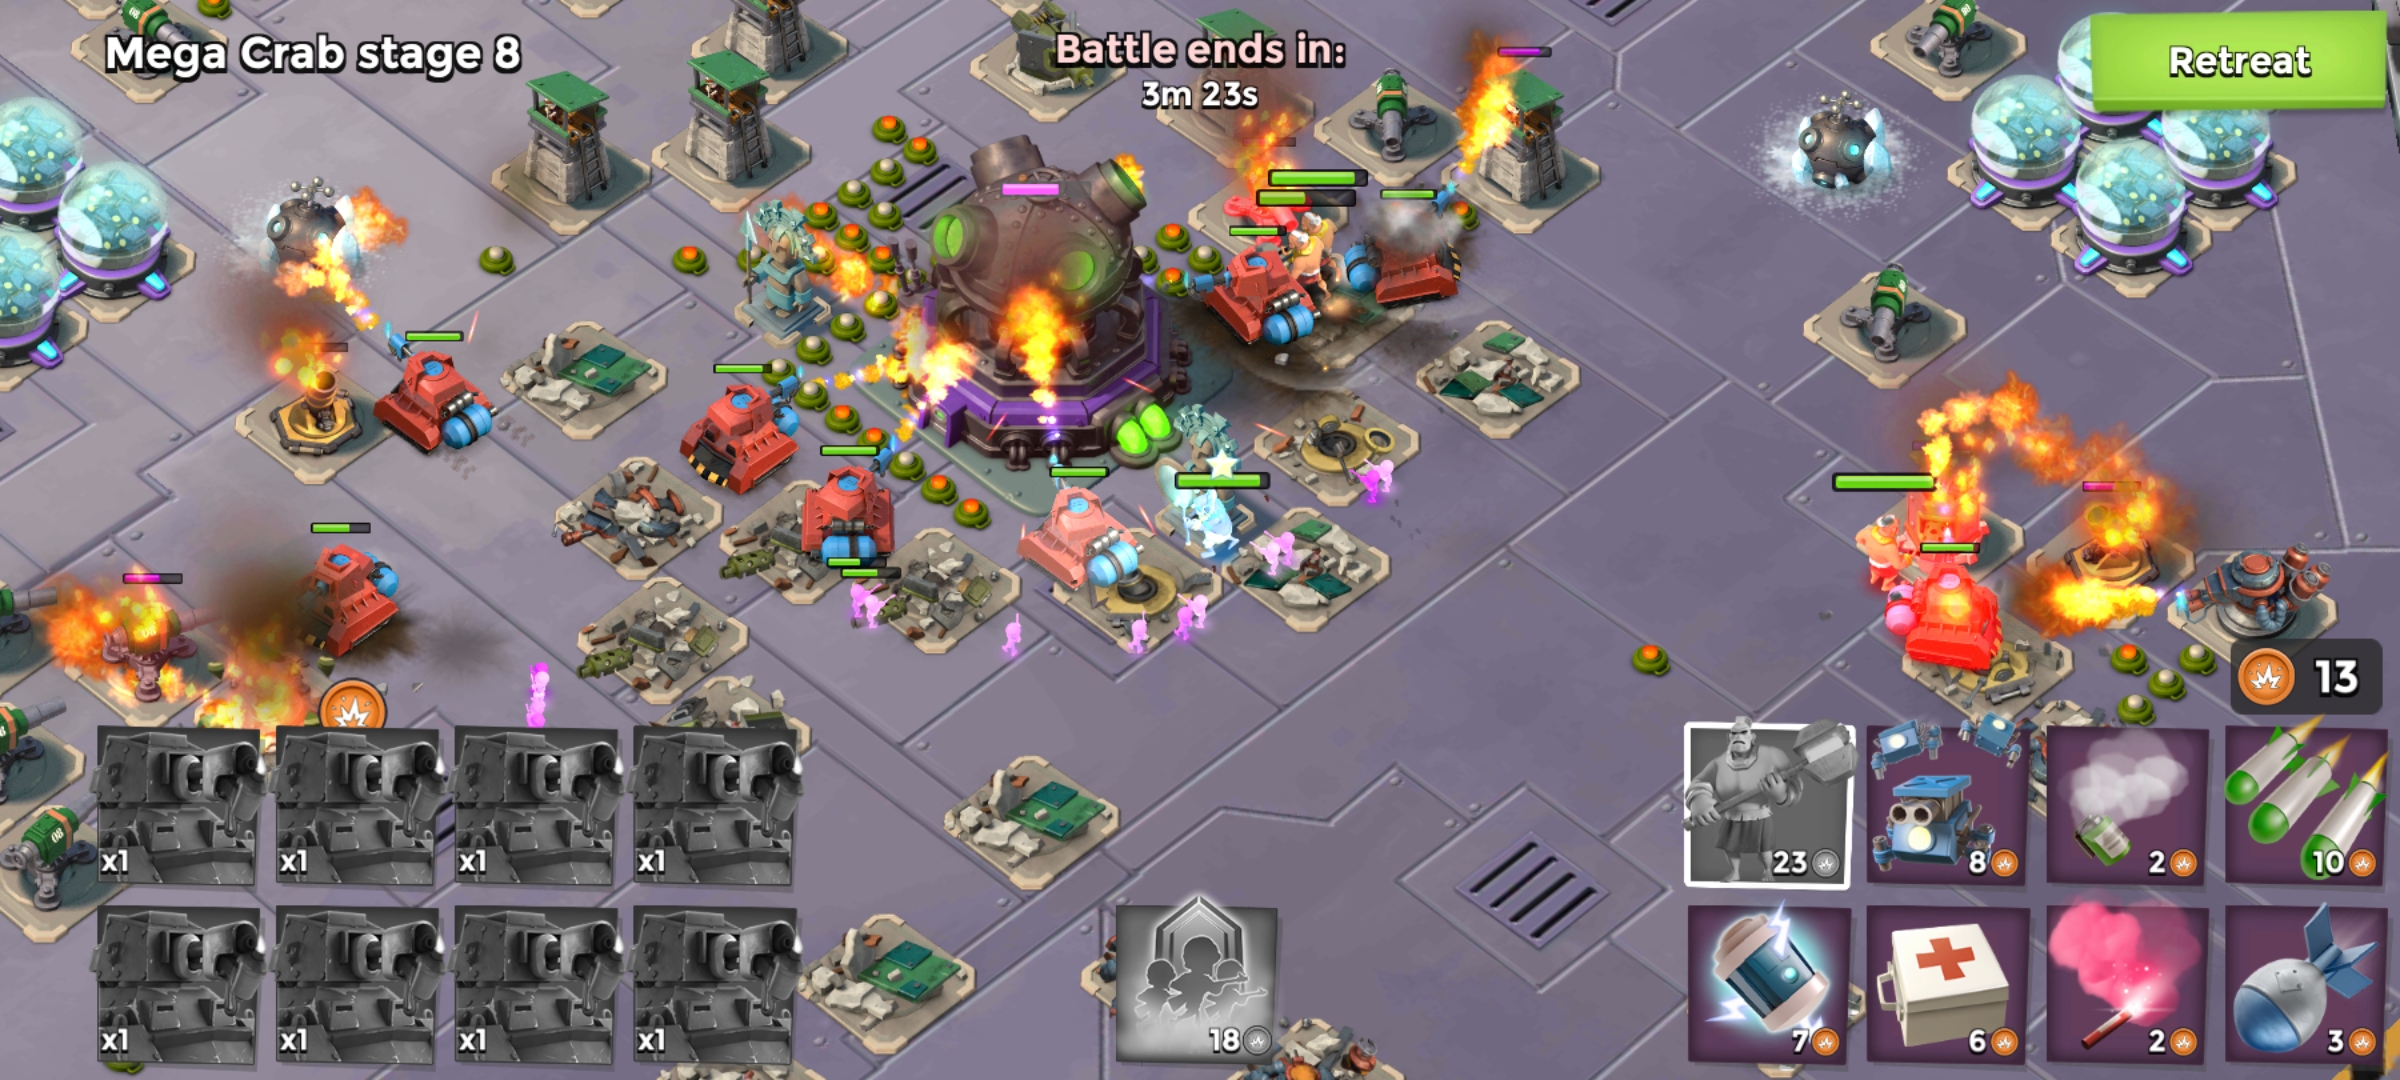 Mega Crab stage 8
Battle ends in:
3m 23s
Retreat
13
x1
x1
x1
x1
23
8
2
10
x1
x1
x1
x1
18
7
6
2
3